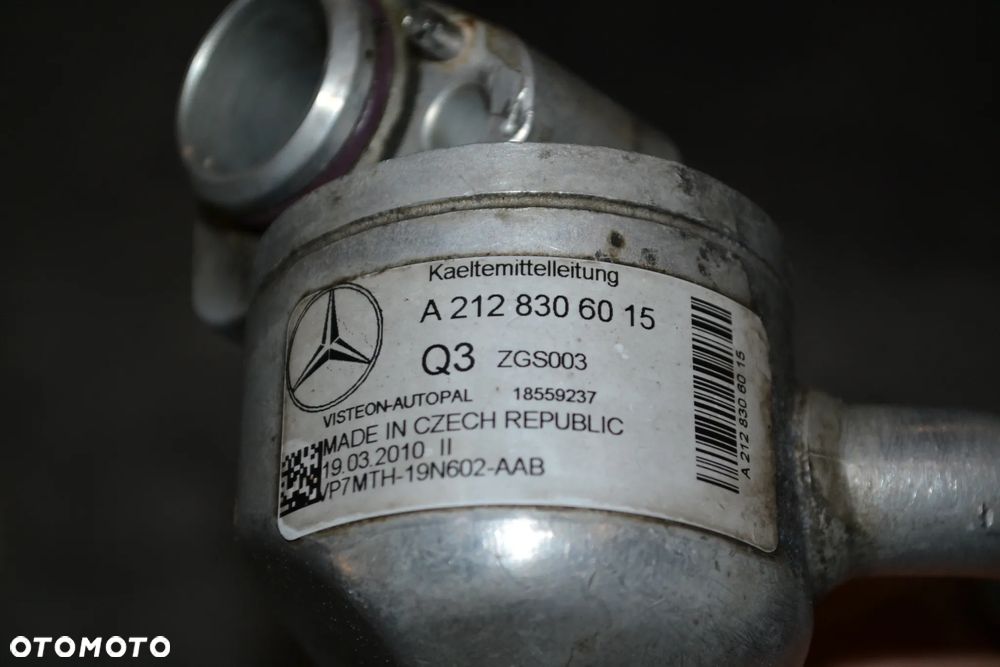 Kaeltemittelleitung
A 212 830 60 15
Q3 ZGS003
VISTEON-AUTOPAL 18559237
MADE IN CZECH REPUBLIC
19.03.2010 II
VP7MTH-19N602-AAB
A 212 830 60 15
OTOMOTO